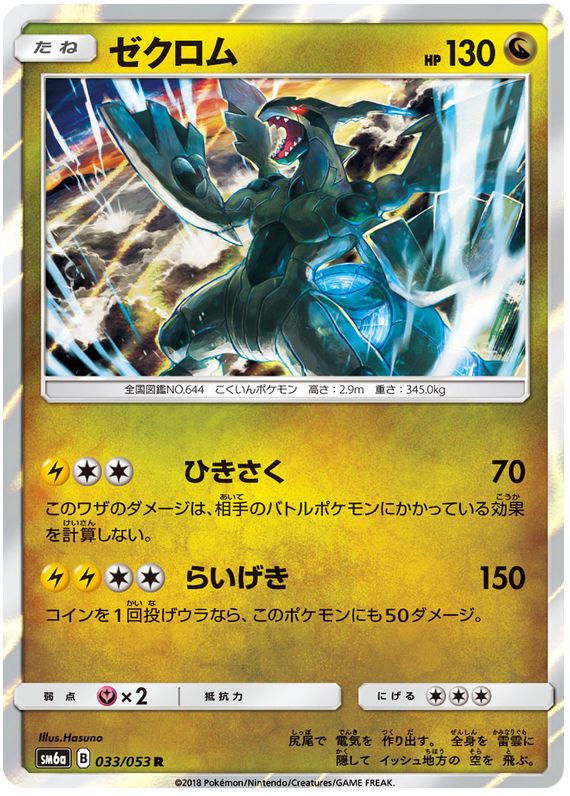 たね ゼクロム HP 130
全国図鑑NO.644 こくいんポケモン 高さ：2.9m 重さ：345.0kg
ひきさく 70
このワザのダメージは、相手のバトルポケモンにかかっている効果
を計算しない。
らいげき 150
コインを1回投げウラなら、このポケモンにも50ダメージ。
弱点 ×2 抵抗力 にげる
Illus.Hasuno
尻尾で 電気を 作り出す。 全身を 雷雲に
隠して イッシュ地方の 空を 飛ぶ。
SM6a B 033/053 R
©2018 Pokémon/Nintendo/Creatures/GAME FREAK.